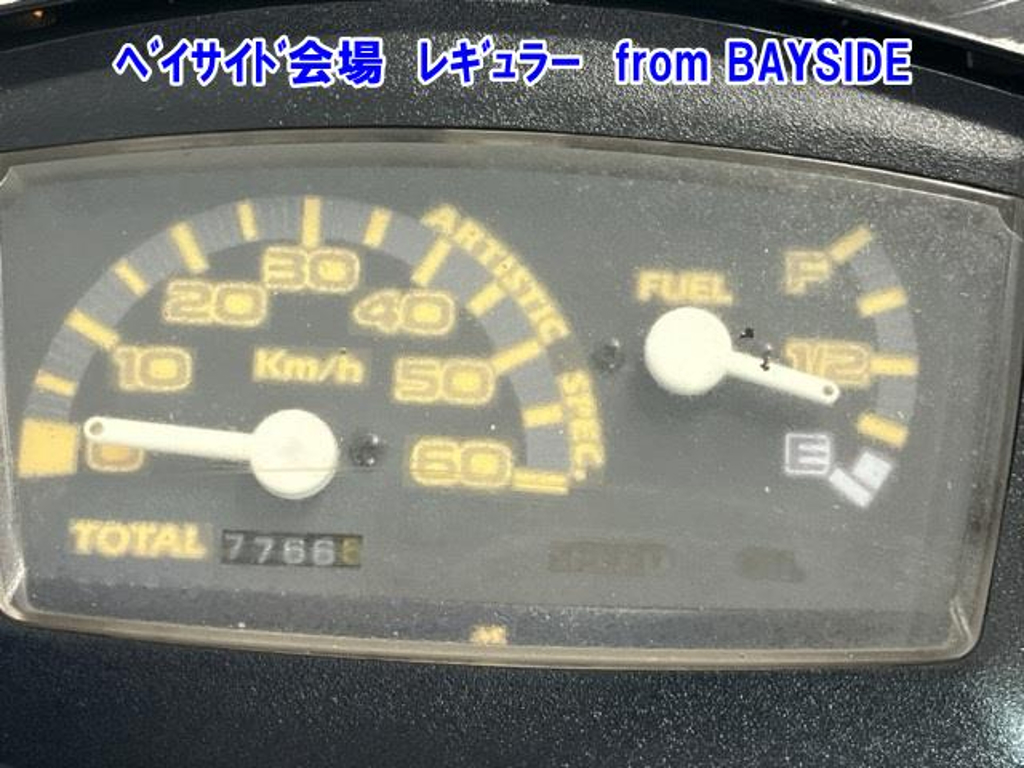 ﾍﾞｲｻｲﾄﾞ会場　レｷﾞｭラー　from BAYSIDE
ARTISTIC SPEC.
30
20
40
FUEL
F
10
Km/h
50
1/2
0
60
E
TOTAL
7766